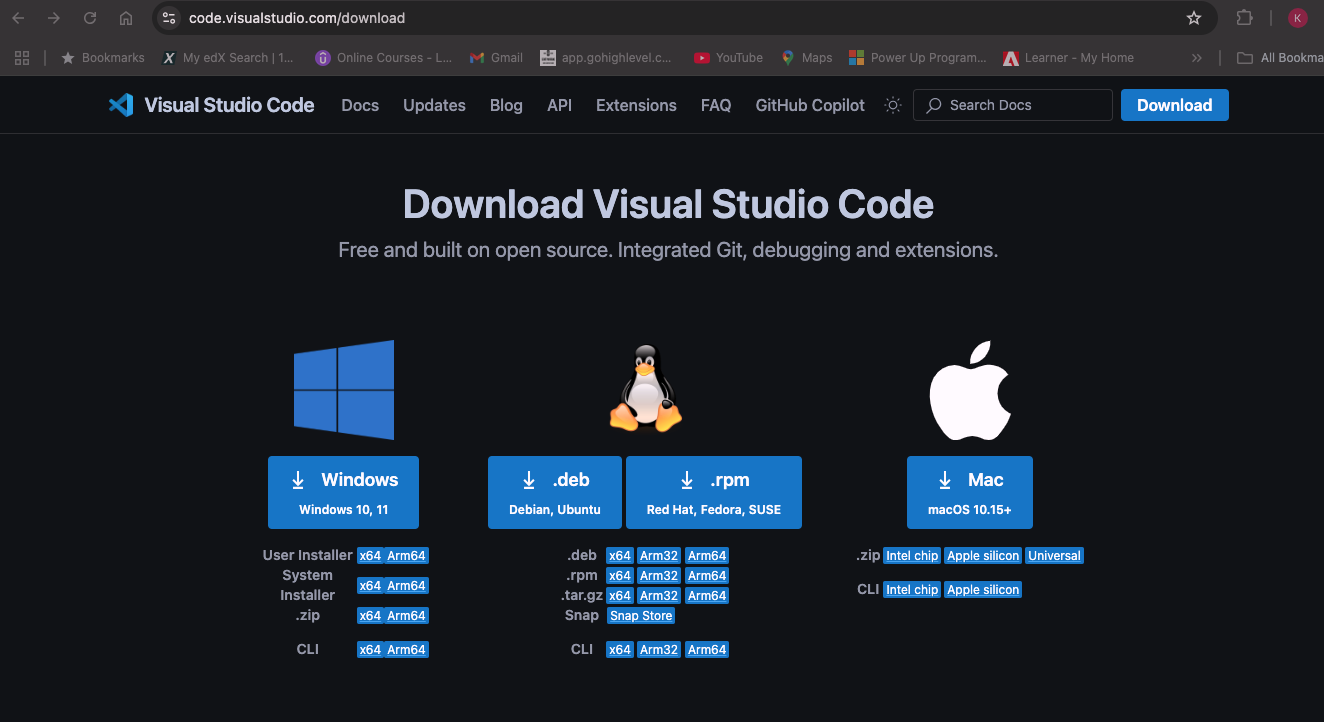 code.visualstudio.com/download
K
Bookmarks My edX Search | 1... Online Courses - L... Gmail app.gohighlevel.c... YouTube Maps Power Up Program... Learner - My Home » All Bookma
Visual Studio Code Docs Updates Blog API Extensions FAQ GitHub Copilot Search Docs Download
Download Visual Studio Code
Free and built on open source. Integrated Git, debugging and extensions.
Windows
Windows 10, 11
User Installer x64 Arm64
System
Installer x64 Arm64
.zip x64 Arm64
CLI x64 Arm64
.deb
Debian, Ubuntu
.rpm
Red Hat, Fedora, SUSE
.deb x64 Arm32 Arm64
.rpm x64 Arm32 Arm64
.tar.gz x64 Arm32 Arm64
Snap Snap Store
CLI x64 Arm32 Arm64
Mac
macOS 10.15+
.zip Intel chip Apple silicon Universal
CLI Intel chip Apple silicon